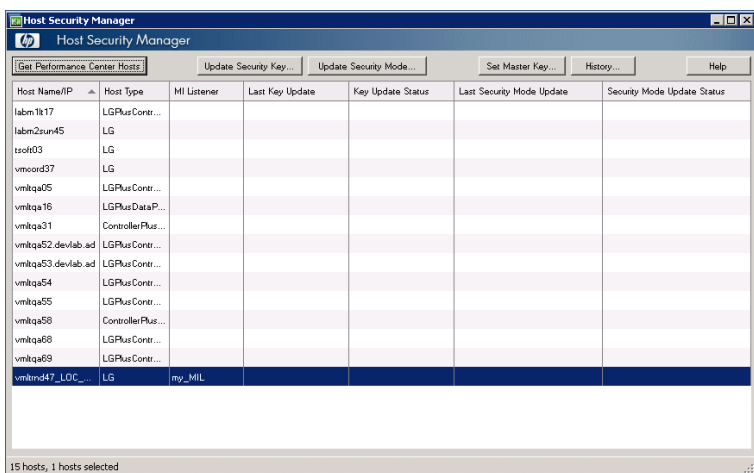 Host Security Manager
hp Host Security Manager
Get Performance Center Hosts Update Security Key... Update Security Mode... Set Master Key... History... Help
Host Name/IP Host Type MI Listener Last Key Update Key Update Status Last Security Mode Update Security Mode Update Status
labm1lt17 LGPlusContr...
labm2sun45 LG
tsoft03 LG
vmcord37 LG
vmltqa05 LGPlusContr...
vmltqa16 LGPlusDataP...
vmltqa31 ControllerPlus...
vmltqa52.devlab.ad LGPlusContr...
vmltqa53.devlab.ad LGPlusContr...
vmltqa54 LGPlusContr...
vmltqa55 LGPlusContr...
vmltqa58 ControllerPlus...
vmltqa68 LGPlusContr...
vmltqa69 LGPlusContr...
vmltmd47_LOC_... LG my_MIL
15 hosts, 1 hosts selected